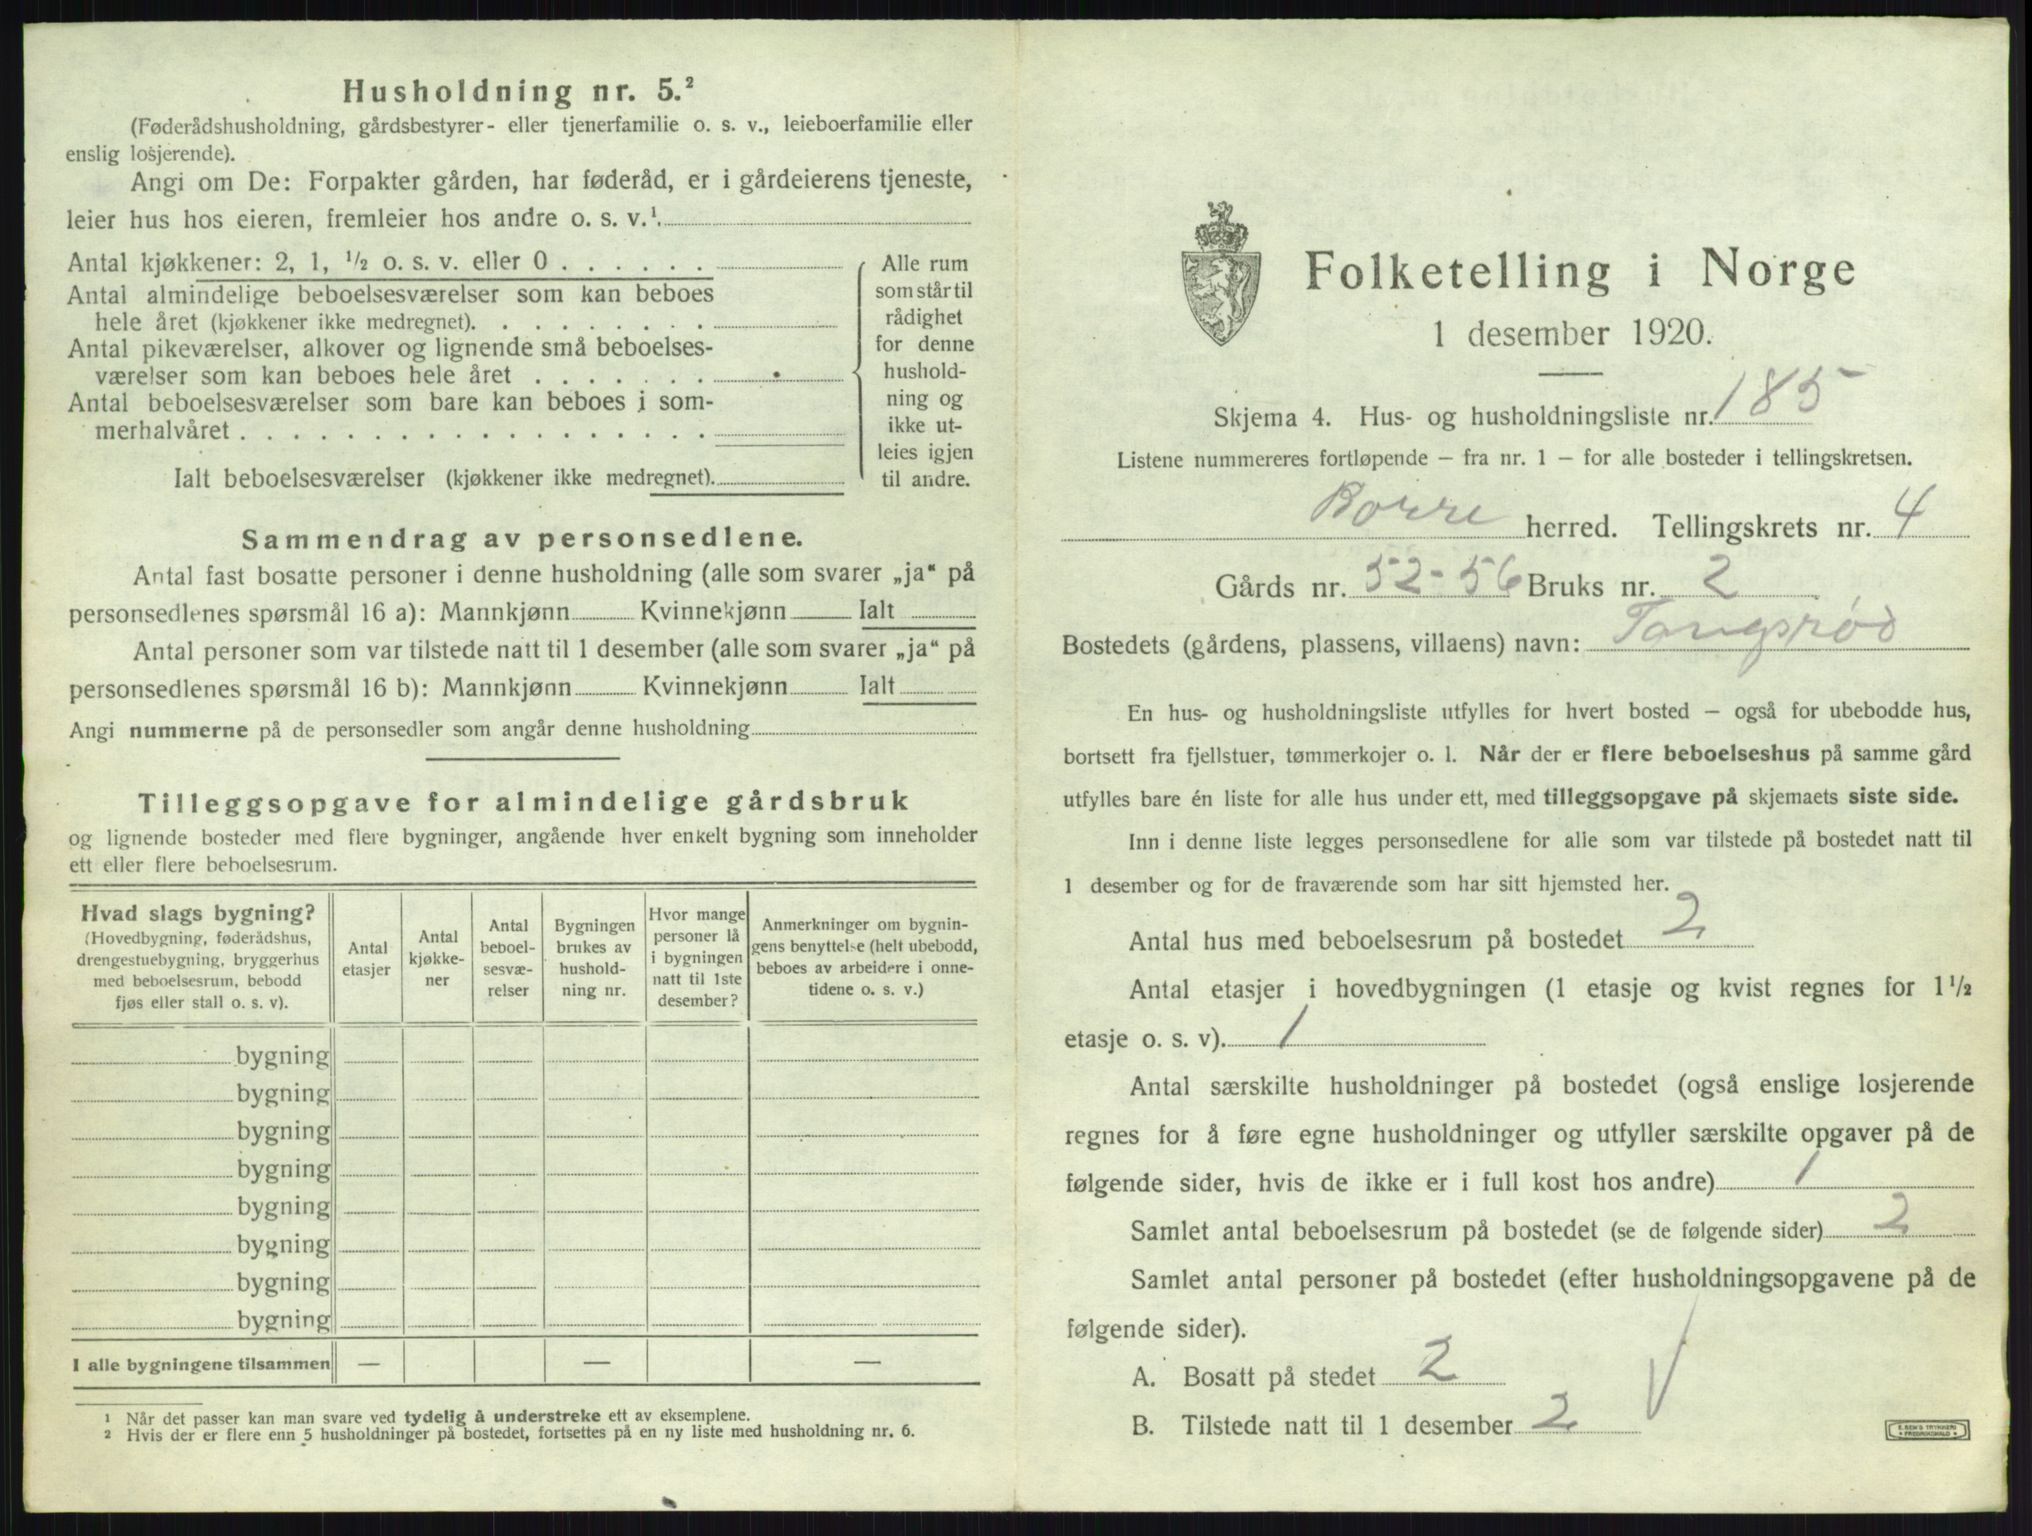 Husholdning nr. 5.²
(Føderådshusholdning, gårdsbestyrer- eller tjenerfamilie o. s. v., leieboerfamilie eller
enslig losjerende).
Angi om De: Forpakter gården, har føderåd, er i gårdeierens tjeneste,
leier hus hos eieren, fremleier hos andre o. s. v.¹.
Antal kjøkkener: 2, 1, ½ o. s. v. eller 0 . . . . . .
Antal almindelige beboelsesværelser som kan beboes
hele året (kjøkkener ikke medregnet). . . . . . . . .
Antal pikeværelser, alkover og lignende små beboelses-
værelser som kan beboes hele året . . . . . . .
Antal beboelsesværelser som bare kan beboes i som-
merhalvåret . . . . . . . . . . . . . . . . . .
Ialt beboelsesværelser (kjøkkener ikke medregnet).
Alle rum
som står til
rådighet
for denne
hushold-
ning og
ikke ut-
leies igjen
til andre.
Sammendrag av personsedlene.
Antal fast bosatte personer i denne husholdning (alle som svarer „ja“ på
personsedlenes spørsmål 16 a): Mannkjønn Kvinnekjønn Ialt
Antal personer som var tilstede natt til 1 desember (alle som svarer „ja“ på
personsedlenes spørsmål 16 b): Mannkjønn Kvinnekjønn Ialt
Angi nummerne på de personsedler som angår denne husholdning
Tilleggsopgave for almindelige gårdsbruk
og lignende bosteder med flere bygninger, angående hver enkelt bygning som inneholder
ett eller flere beboelsesrum.
Hvad slags bygning?
(Hovedbygning, føderådshus,
drengestuebygning, bryggerhus
med beboelsesrum, bebodd
fjøs eller stall o. s. v).
Antal
etasjer
Antal
kjøkke-
ner
Antal
beboel-
sesvæ-
relser
Bygningen
brukes av
hushold-
ning nr.
Hvor mange
personer lå
i bygningen
natt til 1ste
desember?
Anmerkninger om bygnin-
gens benyttelse (helt ubebodd,
beboes av arbeidere i onne-
tidene o. s. v.)
bygning
bygning
bygning
bygning
bygning
bygning
bygning
bygning
I alle bygningene tilsammen — — —
1 Når det passer kan man svare ved tydelig å understreke ett av eksemplene.
2 Hvis der er flere enn 5 husholdninger på bostedet, fortsettes på en ny liste med husholdning nr. 6.
Folketelling i Norge
1 desember 1920.
Skjema 4. Hus- og husholdningsliste nr. 185
Listene nummereres fortløpende — fra nr. 1 — for alle bosteder i tellingskretsen.
Borre herred. Tellingskrets nr. 4
Gårds nr. 52-56 Bruks nr. 2
Bostedets (gårdens, plassens, villaens) navn: Tangsrød
En hus- og husholdningsliste utfylles for hvert bosted — også for ubebodde hus,
bortsett fra fjellstuer, tømmerkojer o. l. Når der er flere beboelseshus på samme gård
utfylles bare én liste for alle hus under ett, med tilleggsopgave på skjemaets siste side.
Inn i denne liste legges personsedlene for alle som var tilstede på bostedet natt til
1 desember og for de fraværende som har sitt hjemsted her.
Antal hus med beboelsesrum på bostedet 2
Antal etasjer i hovedbygningen (1 etasje og kvist regnes for 1½
etasje o. s. v). 1
Antal særskilte husholdninger på bostedet (også enslige losjerende
regnes for å føre egne husholdninger og utfyller særskilte opgaver på de
følgende sider, hvis de ikke er i full kost hos andre) 1
Samlet antal beboelsesrum på bostedet (se de følgende sider) 2
Samlet antal personer på bostedet (efter husholdningsopgavene på de
følgende sider).
A. Bosatt på stedet 2
B. Tilstede natt til 1 desember 2